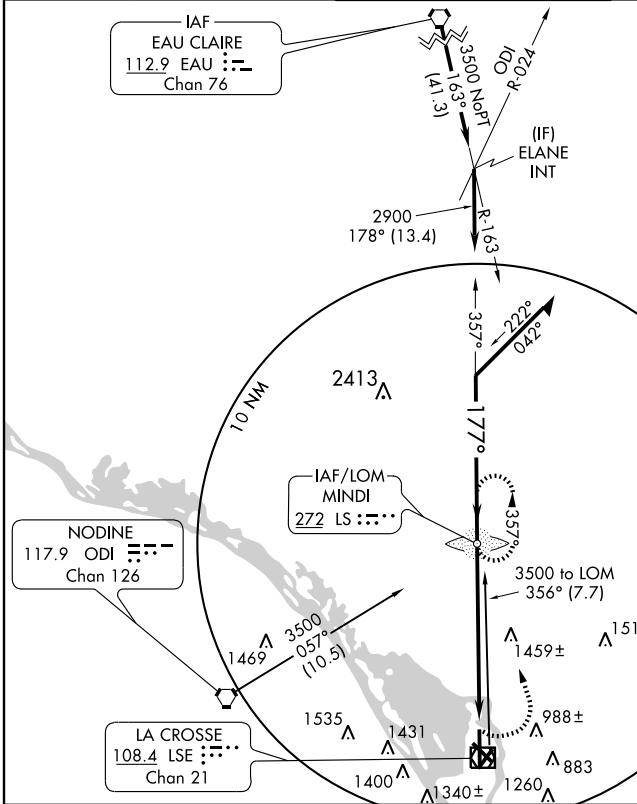 IAF
EAU CLAIRE
112.9 EAU
Chan 76
3500 NoPT
163°
(41.3)
ODI
R-024
(IF)
ELANE
INT
2900
178° (13.4)
R-163
357°
222°
042°
2413
10 NM
177°
IAF/LOM
MINDI
272 LS
357°
NODINE
117.9 ODI
Chan 126
3500 to LOM
356° (7.7)
3500
057°
(10.5)
1469
1459±
151
1535
1431
988±
LA CROSSE
108.4 LSE
Chan 21
883
1400
1340±
1260